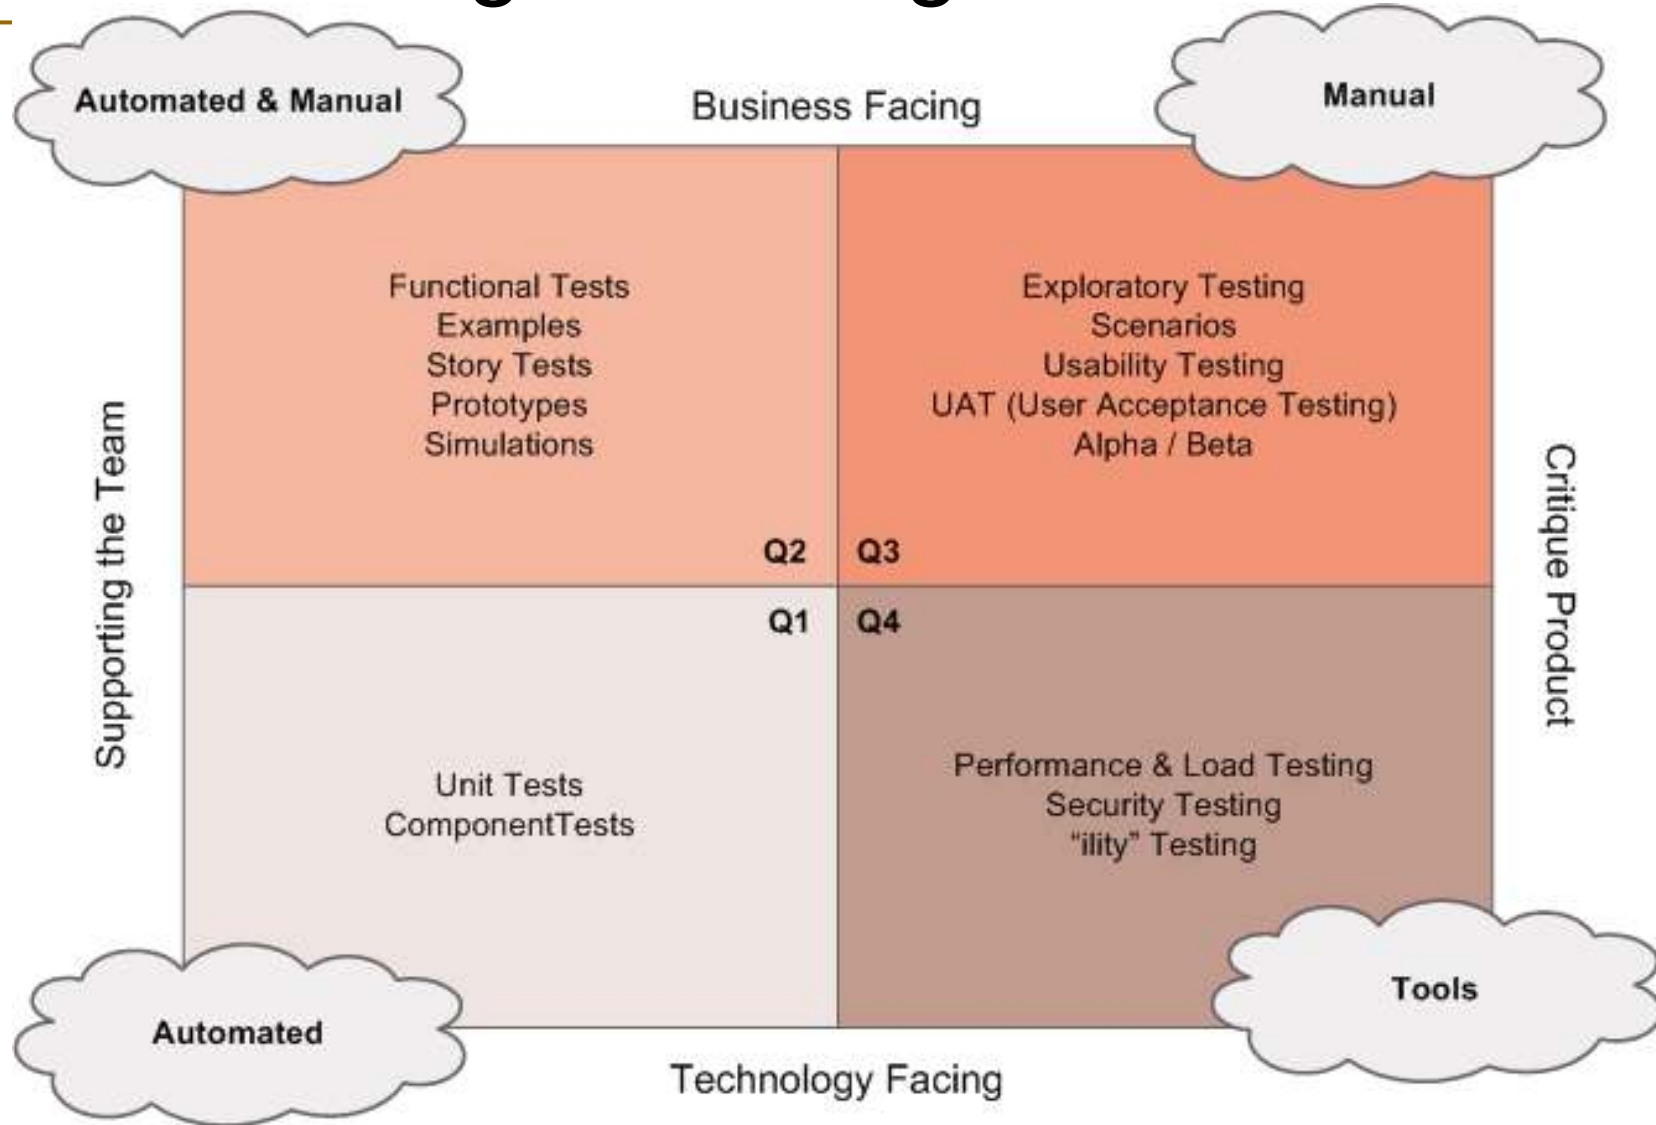 Automated & Manual
Business Facing
Manual
Functional Tests
Examples
Story Tests
Prototypes
Simulations
Exploratory Testing
Scenarios
Usability Testing
UAT (User Acceptance Testing)
Alpha / Beta
Supporting the Team
Critique Product
Q2
Q3
Q1
Q4
Unit Tests
ComponentTests
Performance & Load Testing
Security Testing
“ility” Testing
Automated
Tools
Technology Facing